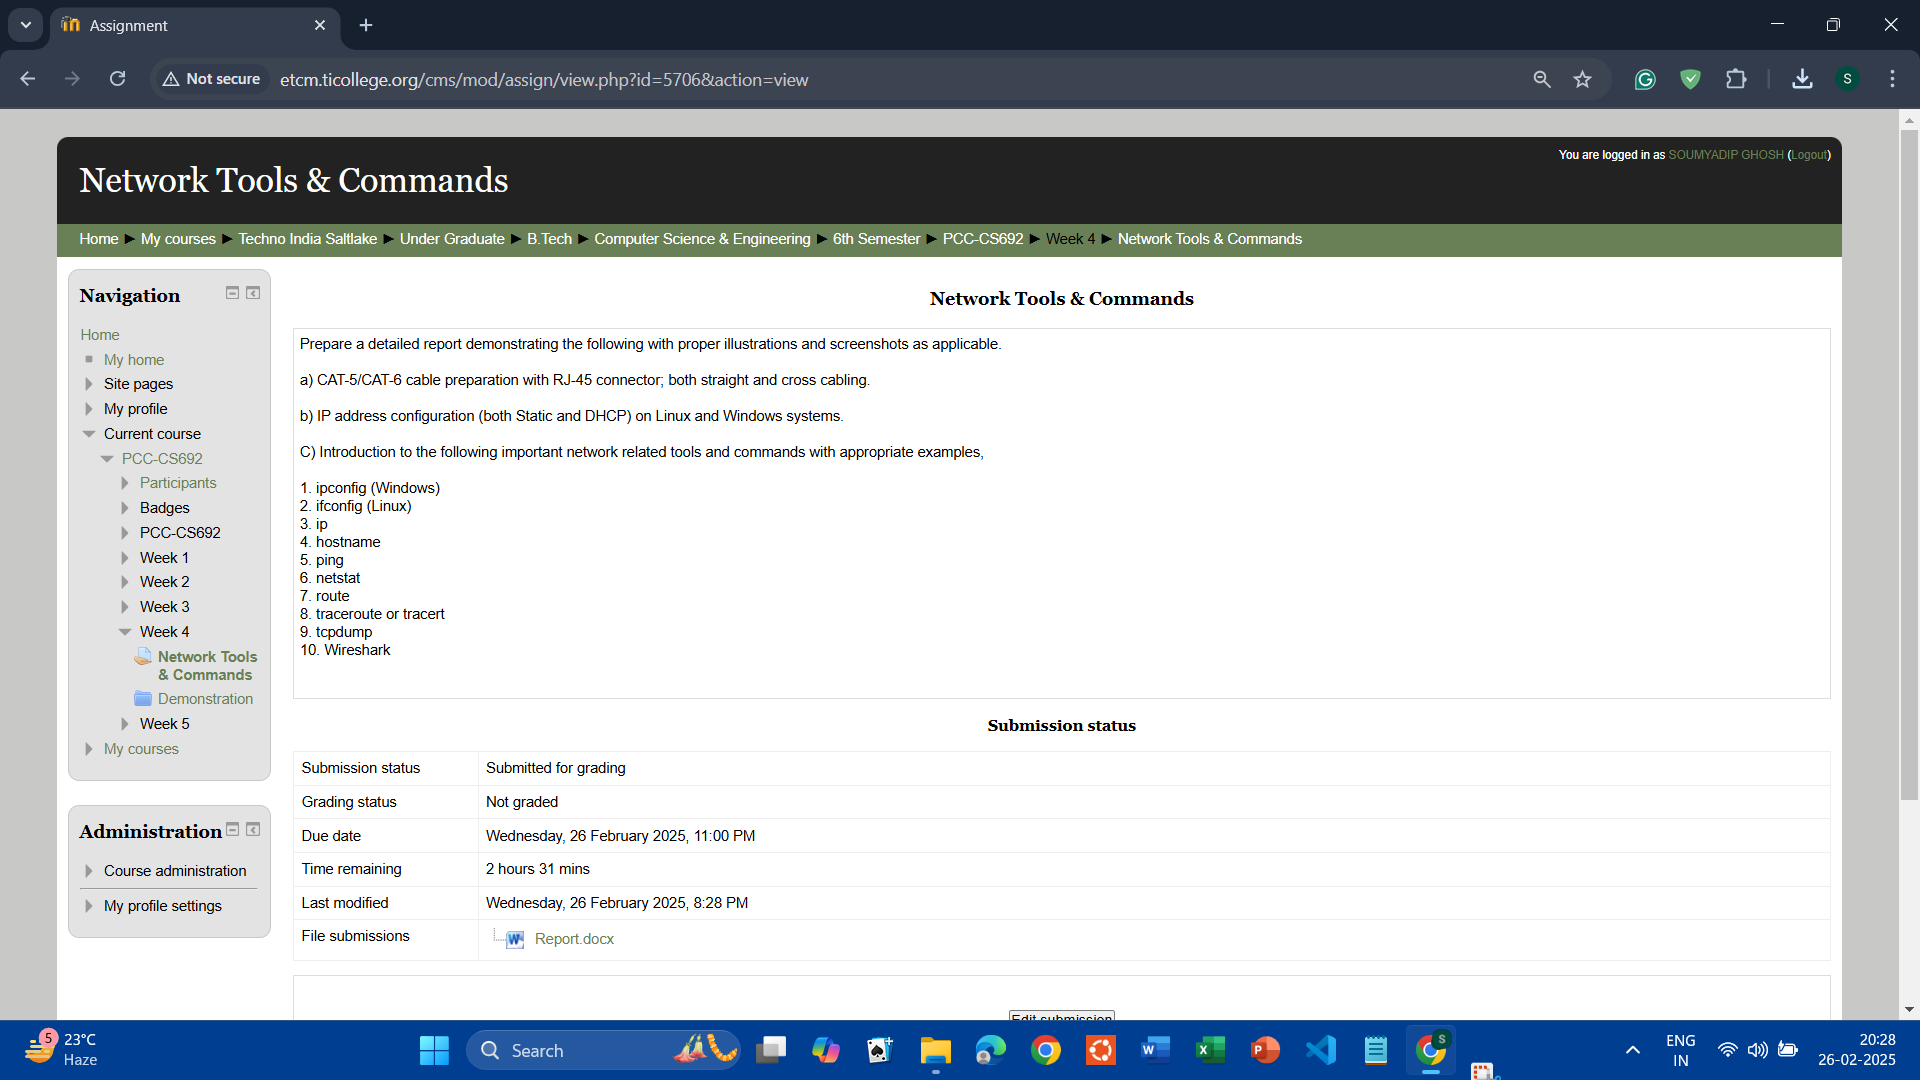 Assignment
Not secure
etcm.ticollege.org/cms/mod/assign/view.php?id=5706&action=view
S
You are logged in as SOUMYADIP GHOSH (Logout)
Network Tools & Commands
Home ► My courses ► Techno India Saltlake ► Under Graduate ► B.Tech ► Computer Science & Engineering ► 6th Semester ► PCC-CS692 ► Week 4 ► Network Tools & Commands
Navigation
Home
My home
Site pages
My profile
Current course
PCC-CS692
Participants
Badges
PCC-CS692
Week 1
Week 2
Week 3
Week 4
Network Tools
& Commands
Demonstration
Week 5
My courses
Administration
Course administration
My profile settings
Network Tools & Commands
Prepare a detailed report demonstrating the following with proper illustrations and screenshots as applicable.
a) CAT-5/CAT-6 cable preparation with RJ-45 connector; both straight and cross cabling.
b) IP address configuration (both Static and DHCP) on Linux and Windows systems.
C) Introduction to the following important network related tools and commands with appropriate examples,
1. ipconfig (Windows)
2. ifconfig (Linux)
3. ip
4. hostname
5. ping
6. netstat
7. route
8. traceroute or tracert
9. tcpdump
10. Wireshark
Submission status
Submission status Submitted for grading
Grading status Not graded
Due date Wednesday, 26 February 2025, 11:00 PM
Time remaining 2 hours 31 mins
Last modified Wednesday, 26 February 2025, 8:28 PM
File submissions Report.docx
Edit submission
5
23°C
Haze
Search
S
ENG
IN
20:28
26-02-2025